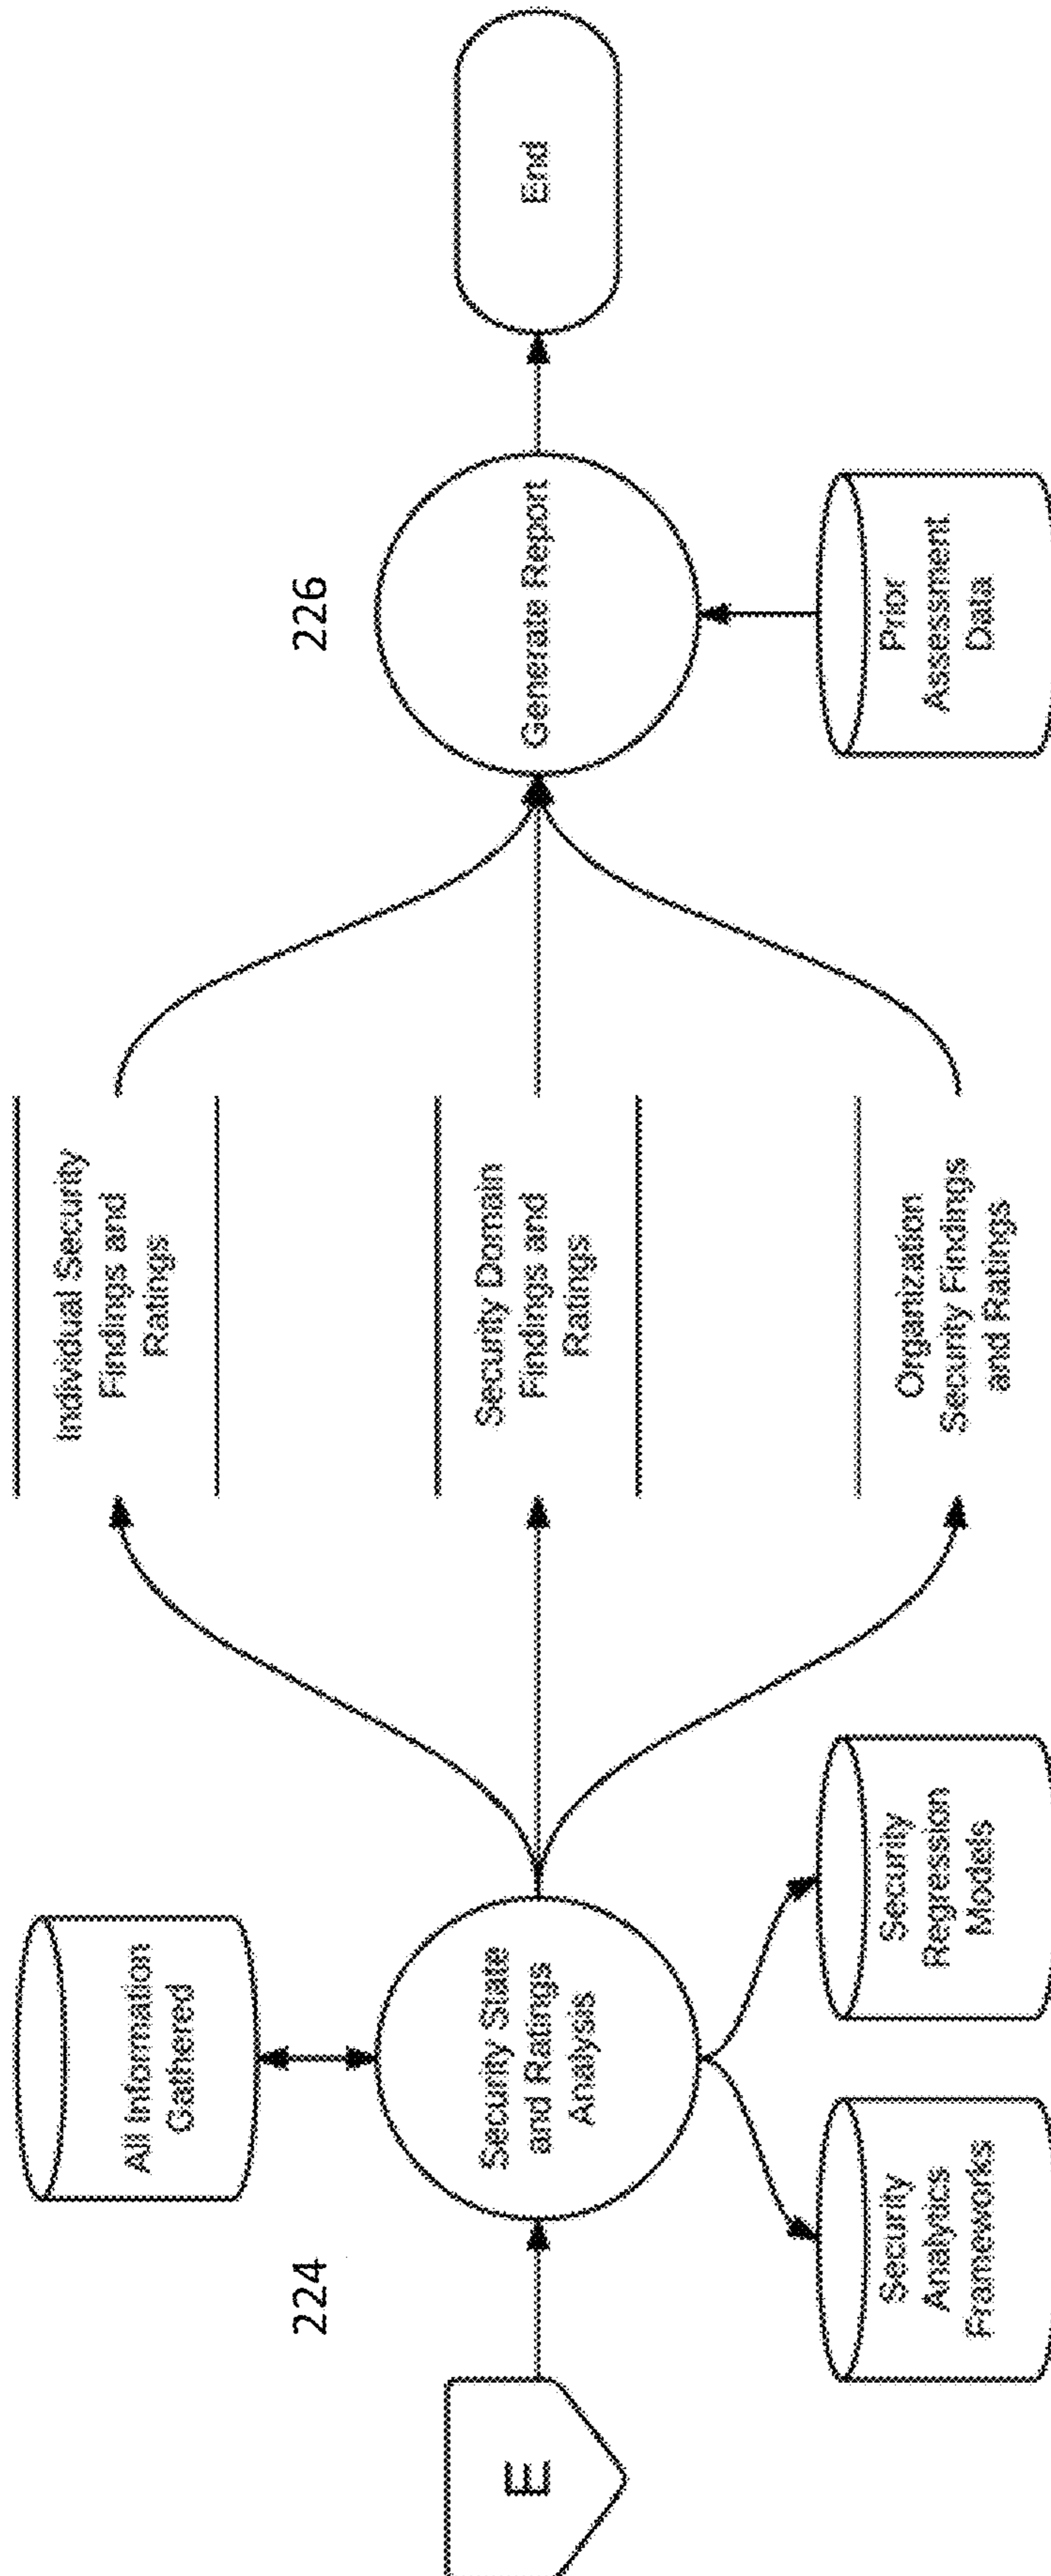 E
224
All Information
Gathered
Security State
and Ratings
Analysis
Security
Analytics
Frameworks
Security
Regression
Models
Individual Security
Findings and
Ratings
Security Domain
Findings and
Ratings
Organization
Security Findings
and Ratings
226
Generate Report
Prior
Assessment
Data
End